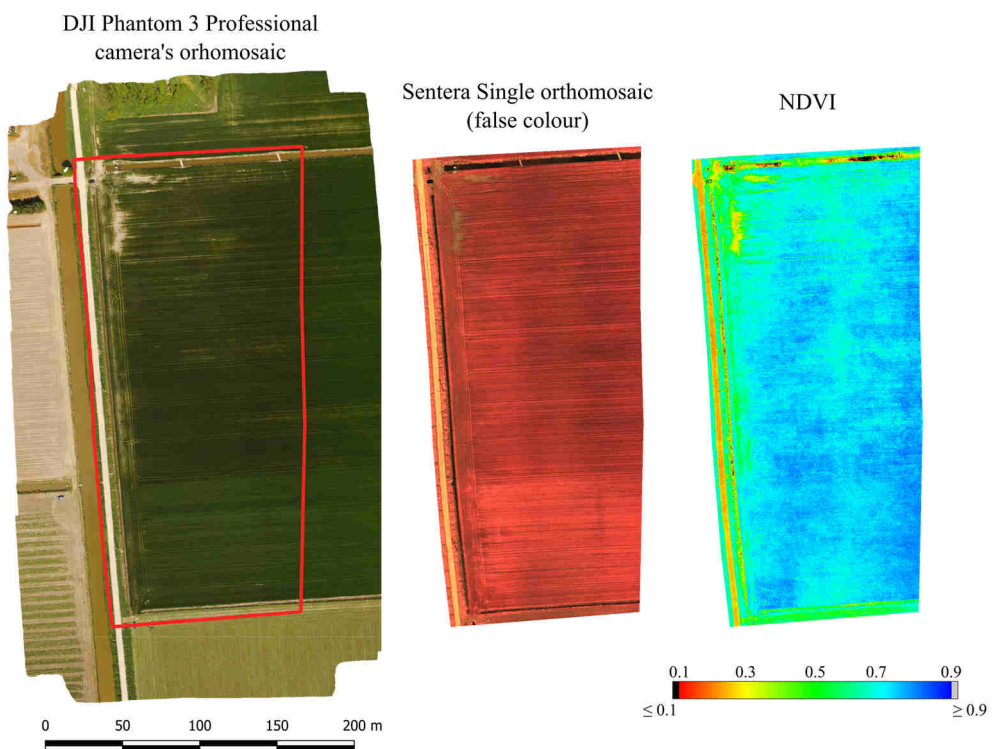 DJI Phantom 3 Professional
camera's orhomosaic
Sentera Single orthomosaic
(false colour)
NDVI
0.1 0.3 0.5 0.7 0.9
≤ 0.1 ≥ 0.9
0 50 100 150 200 m